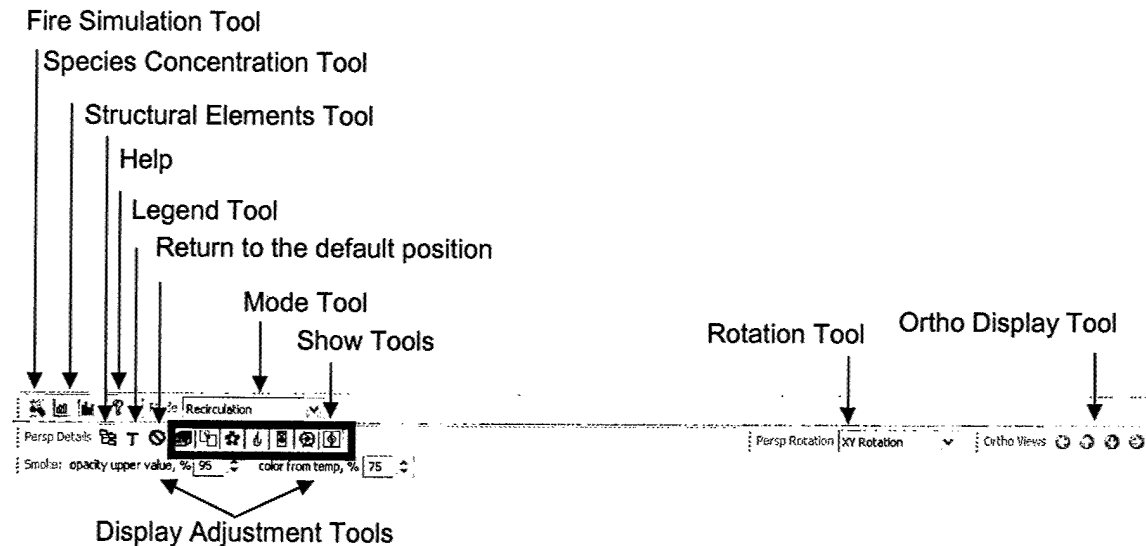 Fire Simulation Tool
Species Concentration Tool
Structural Elements Tool
Help
Legend Tool
Return to the default position
Mode Tool
Show Tools
Rotation Tool
Ortho Display Tool
Recirculation
Persp Details T
Persp Rotation XY Rotation
Ortho Views
Smoke: opacity upper value, % 95 color from temp, % 75
Display Adjustment Tools